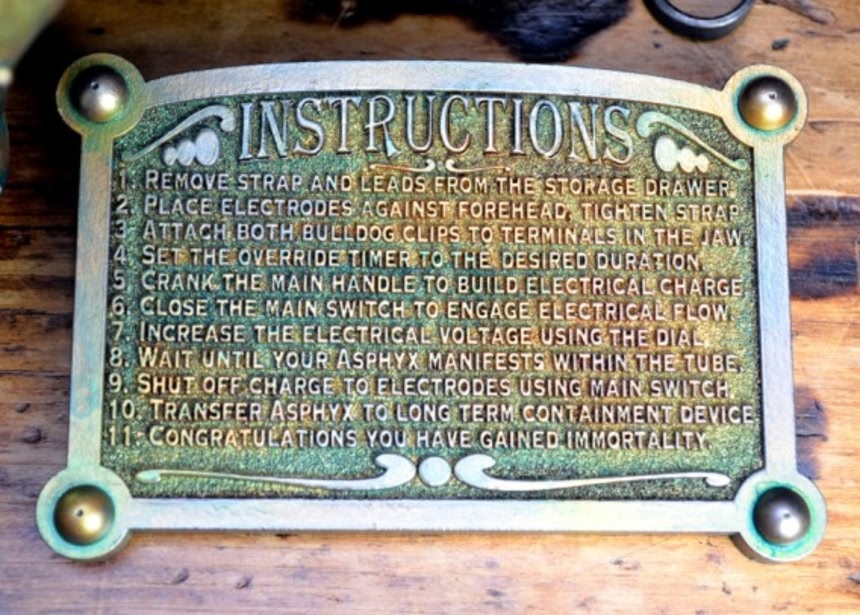 INSTRUCTIONS
1. REMOVE STRAP AND LEADS FROM THE STORAGE DRAWER.
2. PLACE ELECTRODES AGAINST FOREHEAD, TIGHTEN STRAP
3. ATTACH BOTH BULLDOG CLIPS TO TERMINALS IN THE JAW.
4. SET THE OVERRIDE TIMER TO THE DESIRED DURATION.
5. CRANK THE MAIN HANDLE TO BUILD ELECTRICAL CHARGE
6. CLOSE THE MAIN SWITCH TO ENGAGE ELECTRICAL FLOW.
7. INCREASE THE ELECTRICAL VOLTAGE USING THE DIAL.
8. WAIT UNTIL YOUR ASPHYX MANIFESTS WITHIN THE TUBE.
9. SHUT OFF CHARGE TO ELECTRODES USING MAIN SWITCH
10. TRANSFER ASPHYX TO LONG TERM CONTAINMENT DEVICE
11. CONGRATULATIONS YOU HAVE GAINED IMMORTALITY.